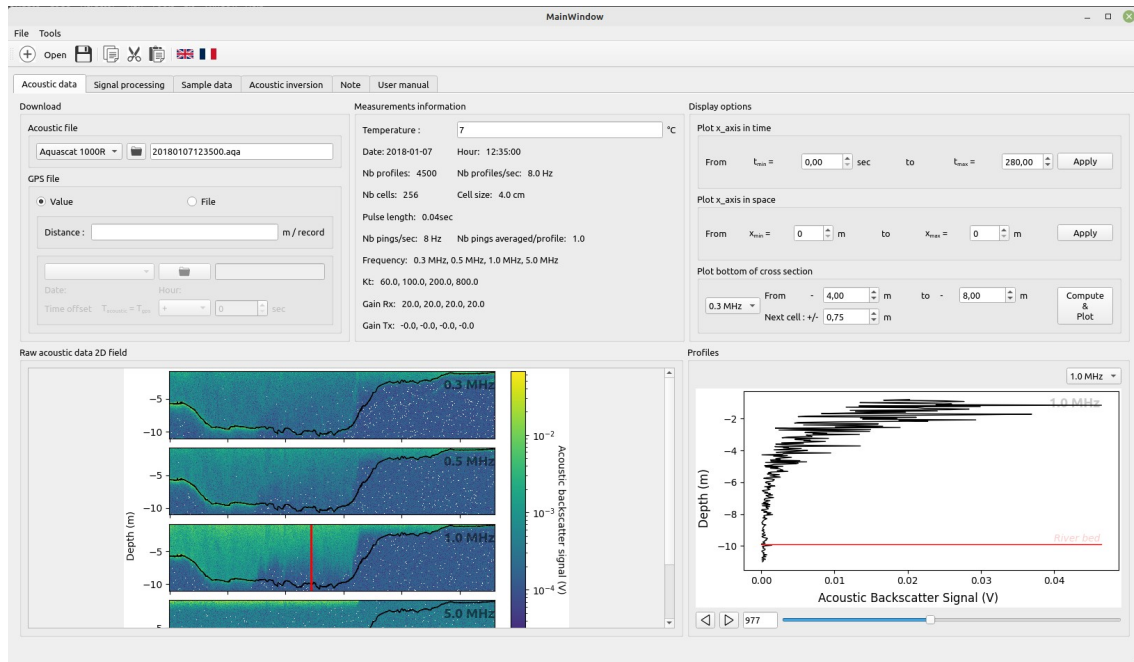 MainWindow
File Tools
Open
Acoustic data Signal processing Sample data Acoustic inversion Note User manual
Download
Acoustic file
Aquascat 1000R 20180107123500.aqa
GPS file
Value File
Distance : m / record
Date: Hour:
Time offset T_acoustic = T_gps + 0 sec
Measurements information
Temperature : 7 °C
Date: 2018-01-07 Hour: 12:35:00
Nb profiles: 4500 Nb profiles/sec: 8.0 Hz
Nb cells: 256 Cell size: 4.0 cm
Pulse length: 0.04sec
Nb pings/sec: 8 Hz Nb pings averaged/profile: 1.0
Frequency: 0.3 MHz, 0.5 MHz, 1.0 MHz, 5.0 MHz
Kt: 60.0, 100.0, 200.0, 800.0
Gain Rx: 20.0, 20.0, 20.0, 20.0
Gain Tx: -0.0, -0.0, -0.0, -0.0
Display options
Plot x_axis in time
From t_min = 0,00 sec to t_max = 280,00 Apply
Plot x_axis in space
From x_min = 0 m to x_max = 0 m Apply
Plot bottom of cross section
0.3 MHz From - 4,00 m to - 8,00 m Compute & Plot
Next cell : +/- 0,75 m
Raw acoustic data 2D field
0.3 MHz
−5
−10
0.5 MHz
−5
−10
1.0 MHz
−5
−10
5.0 MHz
Depth (m)
10⁻²
10⁻³
10⁻⁴
Acoustic backscatter signal (V)
Profiles
1.0 MHz
1.0 MHz
−2
−4
−6
−8
−10
Depth (m)
River bed
0.00 0.01 0.02 0.03 0.04
Acoustic Backscatter Signal (V)
977